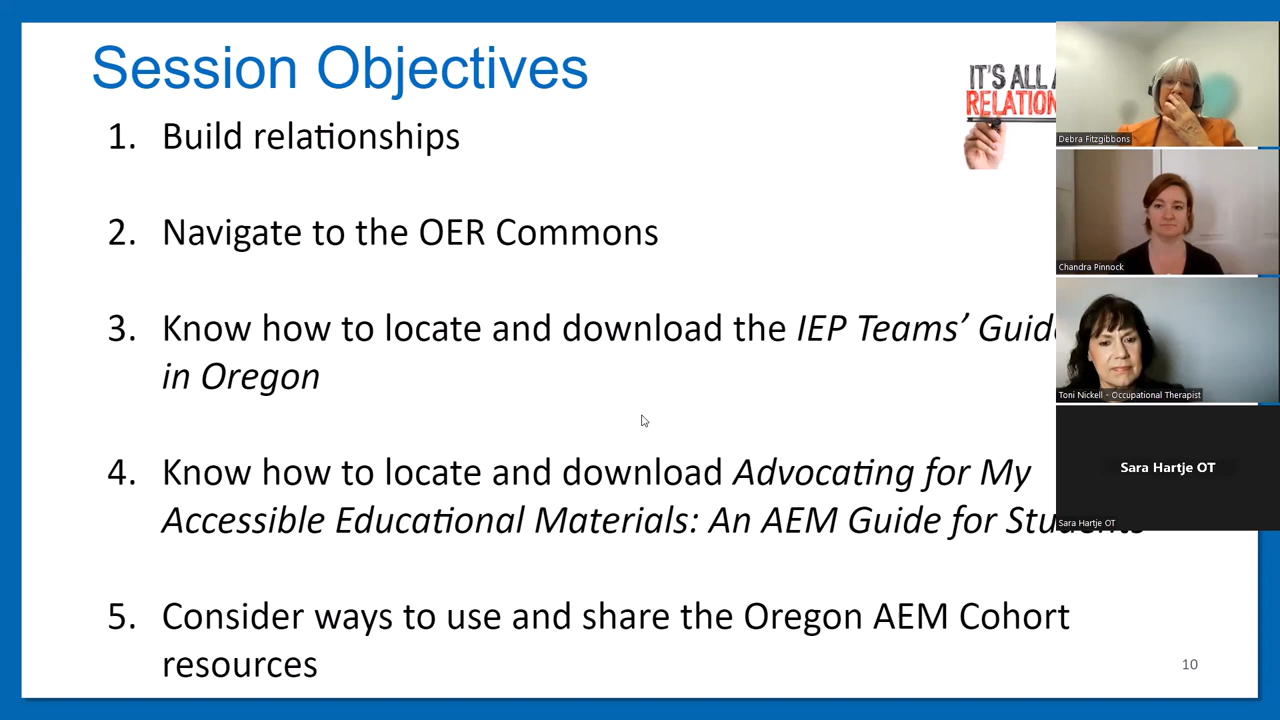 Session Objectives
IT'S ALL
RELATION
1. Build relationships
2. Navigate to the OER Commons
3. Know how to locate and download the IEP Teams’ Guid
in Oregon
4. Know how to locate and download Advocating for My
Accessible Educational Materials: An AEM Guide for Students
5. Consider ways to use and share the Oregon AEM Cohort
resources
10
Debra Fitzgibbons
Chandra Pinnock
Toni Nickell - Occupational Therapist
Sara Hartje OT
Sara Hartje OT